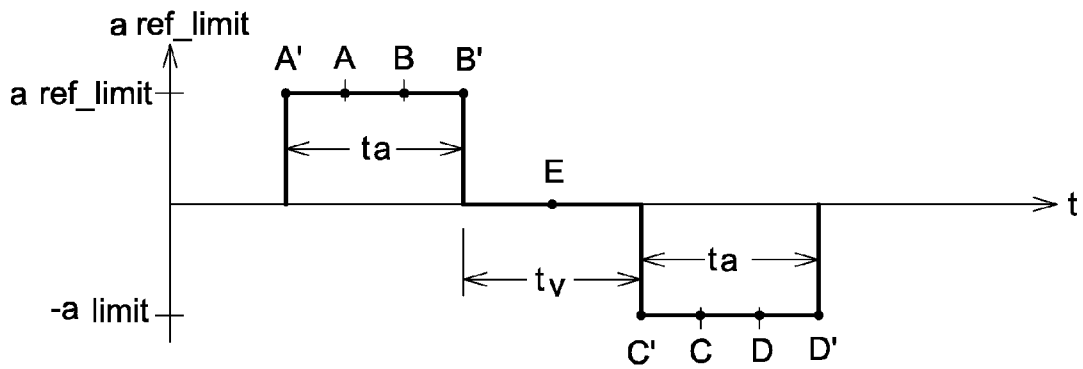 a ref_limit
A' A B B'
a ref_limit
ta
E
t
ta
tv
-a limit
C' C D D'